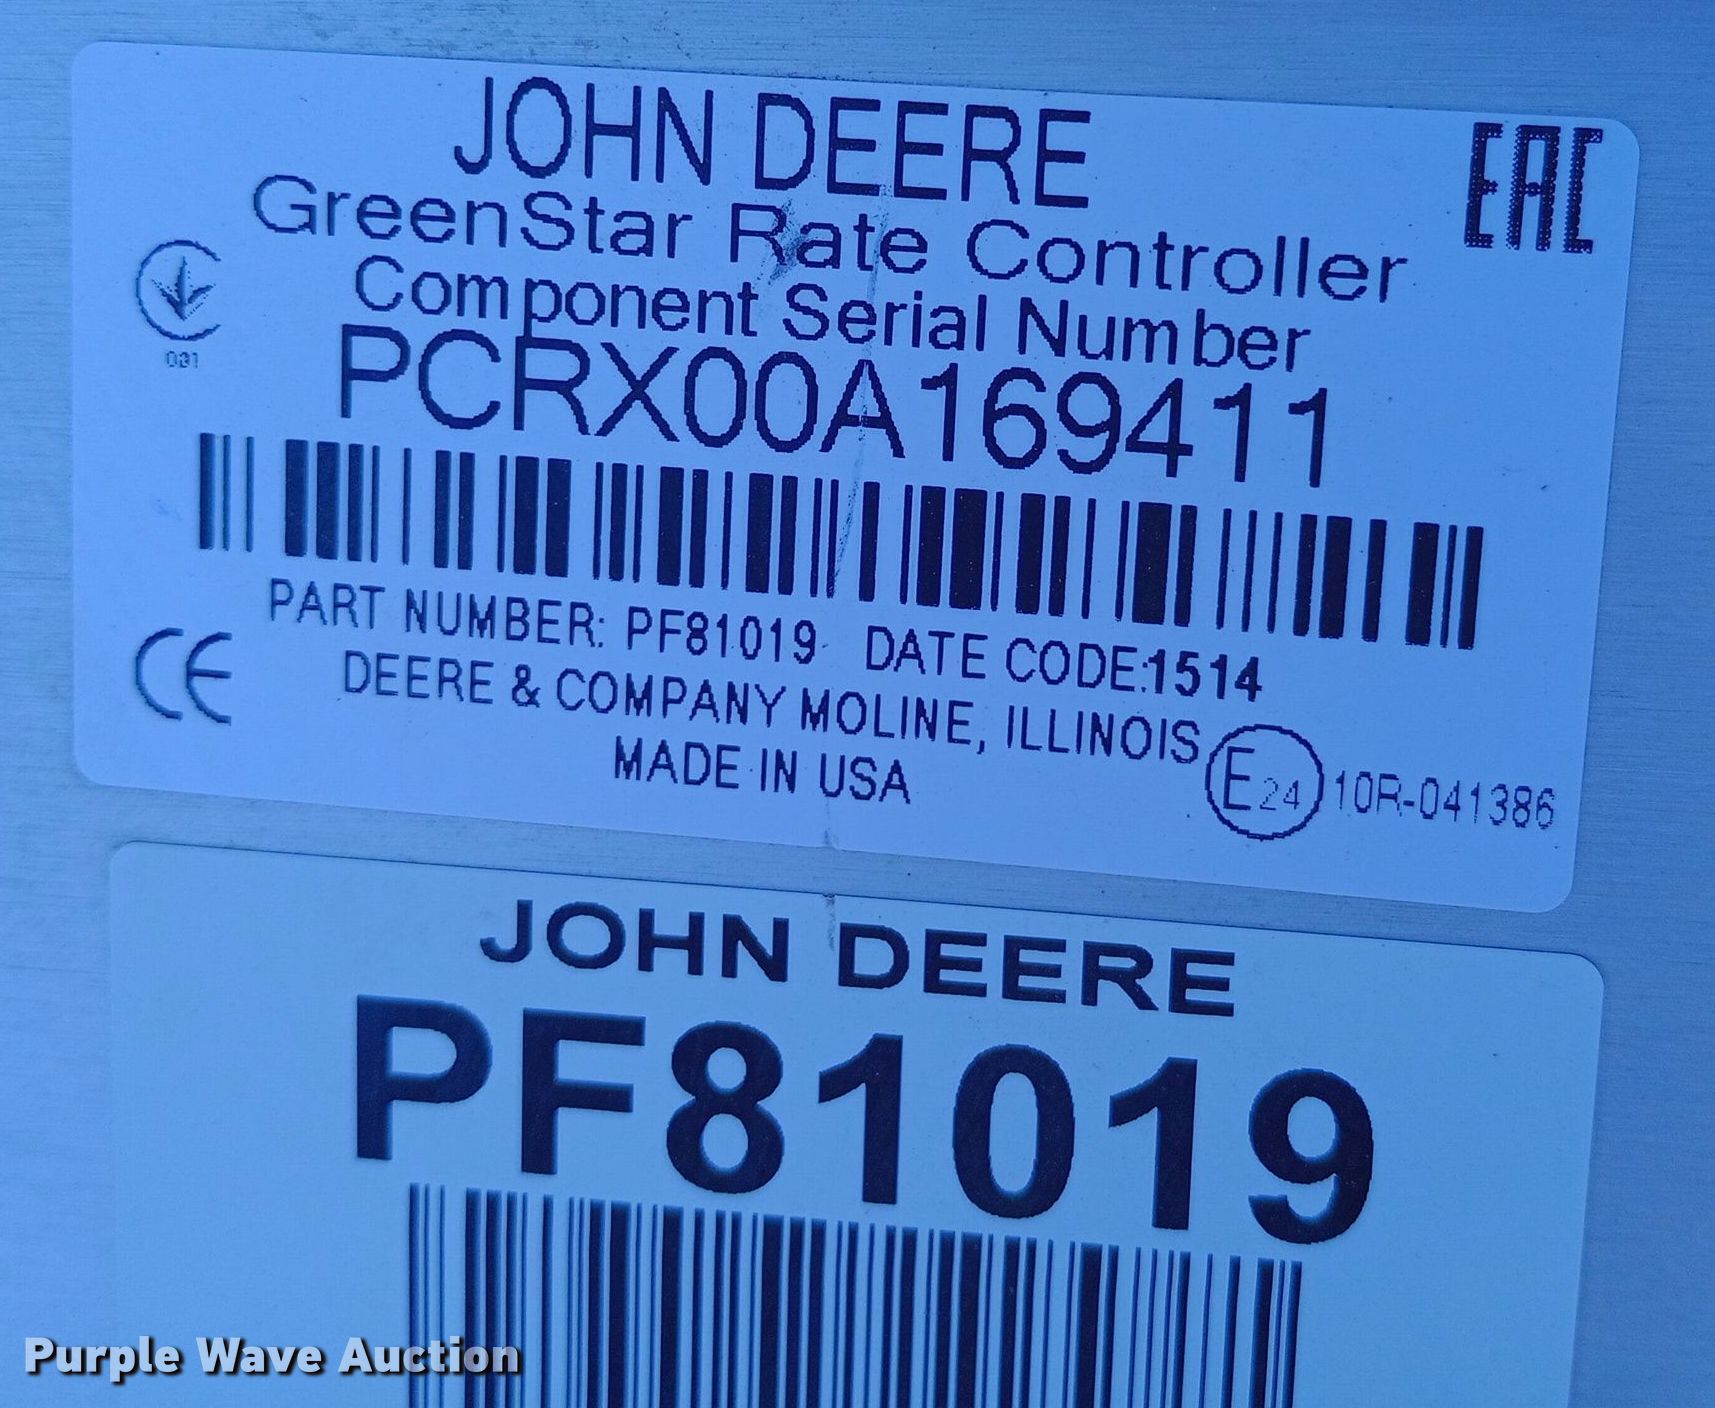 JOHN DEERE
EAC
GreenStar Rate Controller
Component Serial Number
PCRX00A169411
PART NUMBER: PF81019 DATE CODE:1514
CE
DEERE & COMPANY MOLINE, ILLINOIS
MADE IN USA
E24 10R-041386
JOHN DEERE
PF81019
Purple Wave Auction